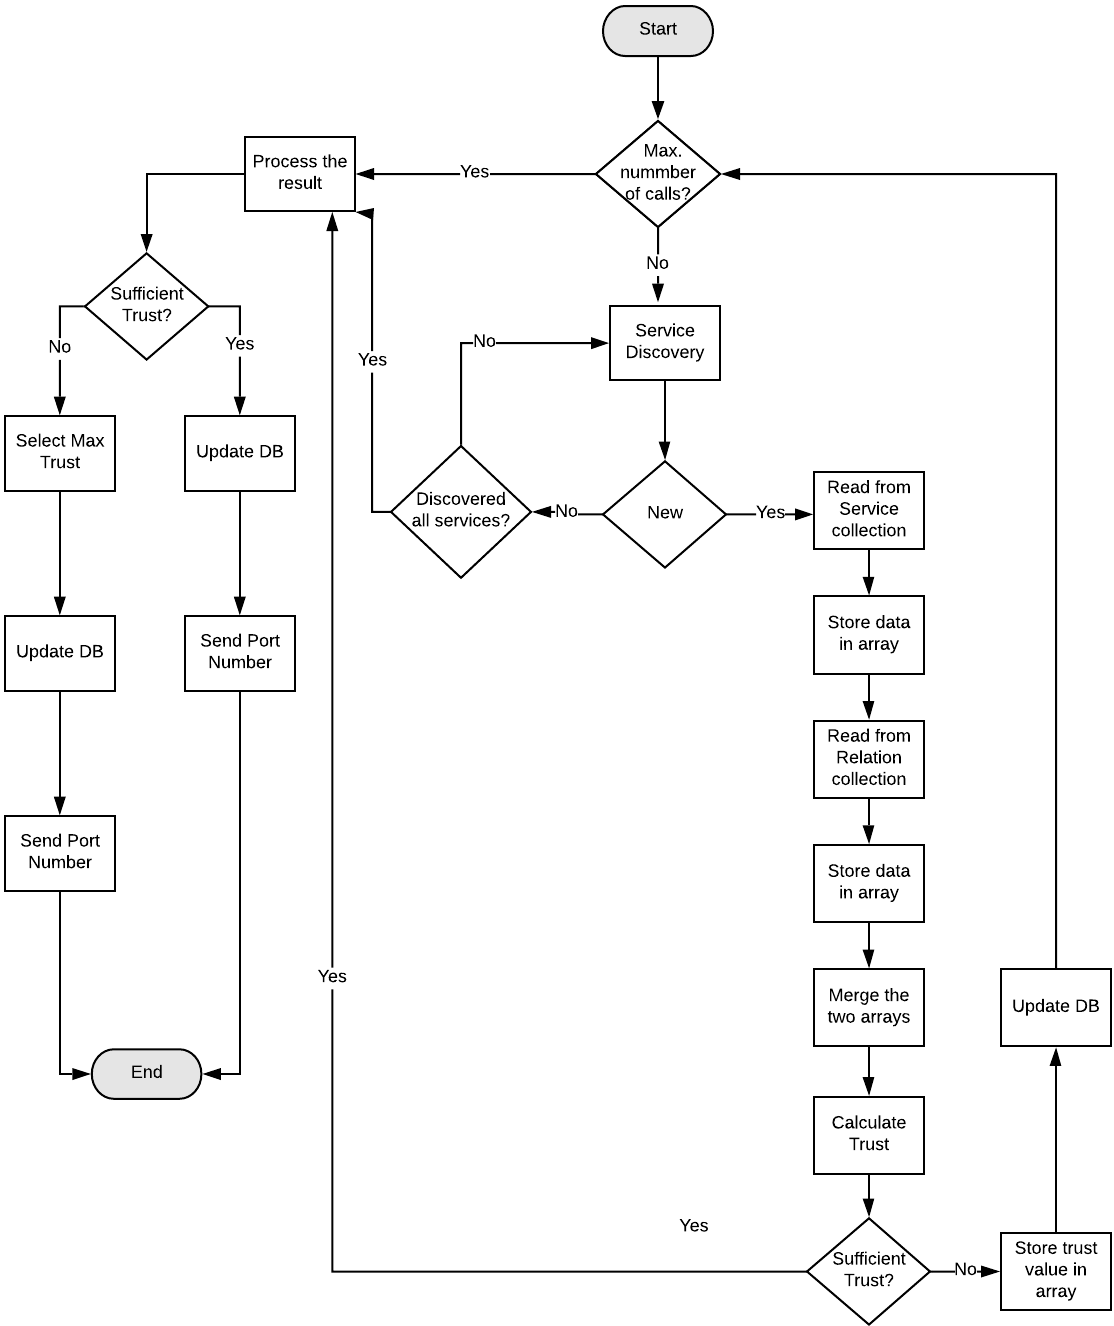 Start
Max.
nummber
of calls?
Yes
Process the
result
No
Sufficient
Trust?
No
Yes
Select Max
Trust
Update DB
Update DB
Send Port
Number
Send Port
Number
End
Service
Discovery
No
Yes
Discovered
all services?
No
New
Yes
Read from
Service
collection
Store data
in array
Read from
Relation
collection
Store data
in array
Merge the
two arrays
Calculate
Trust
Sufficient
Trust?
Yes
Yes
No
Store trust
value in
array
Update DB